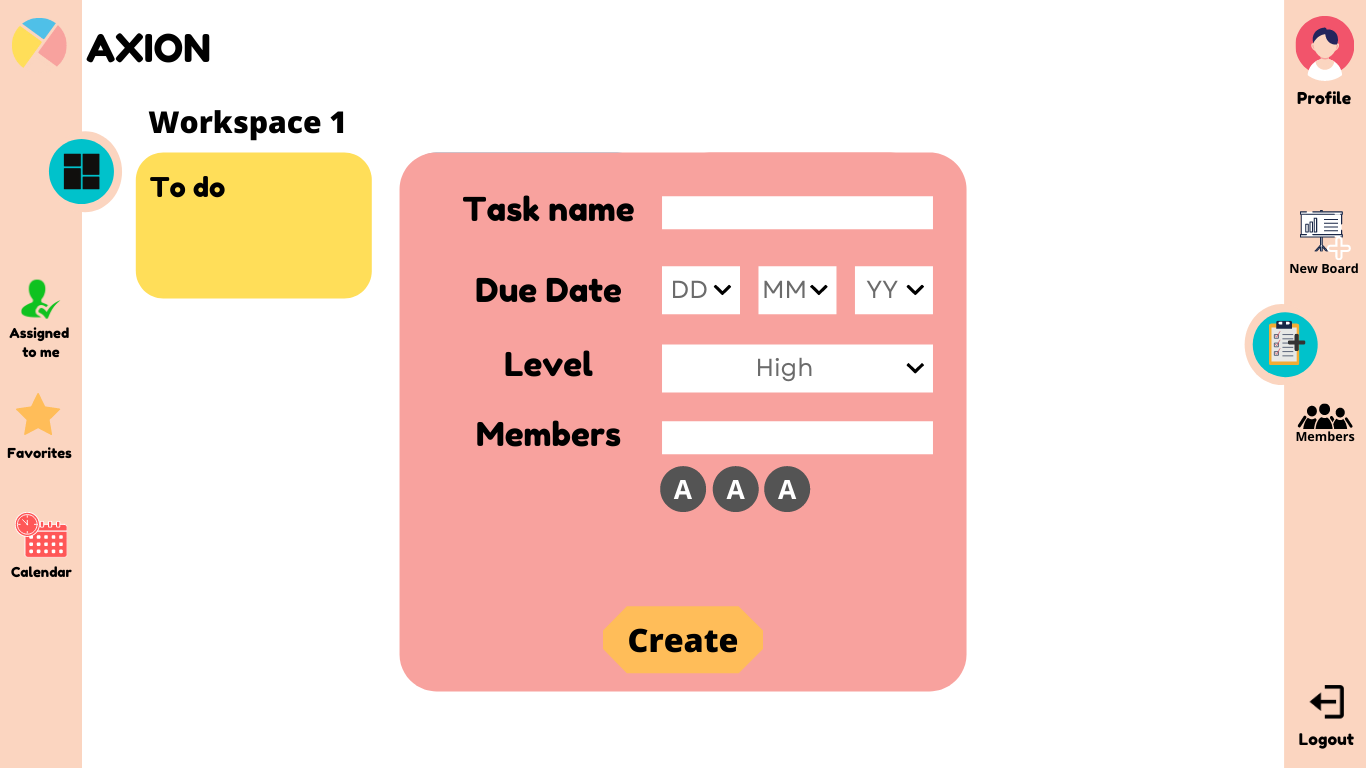 AXION
Profile
Workspace 1
To do
Task name
Due Date
DD MM YY
Level
High
Members
A A A
Create
Assigned
to me
Favorites
Calendar
New Board
Members
Logout